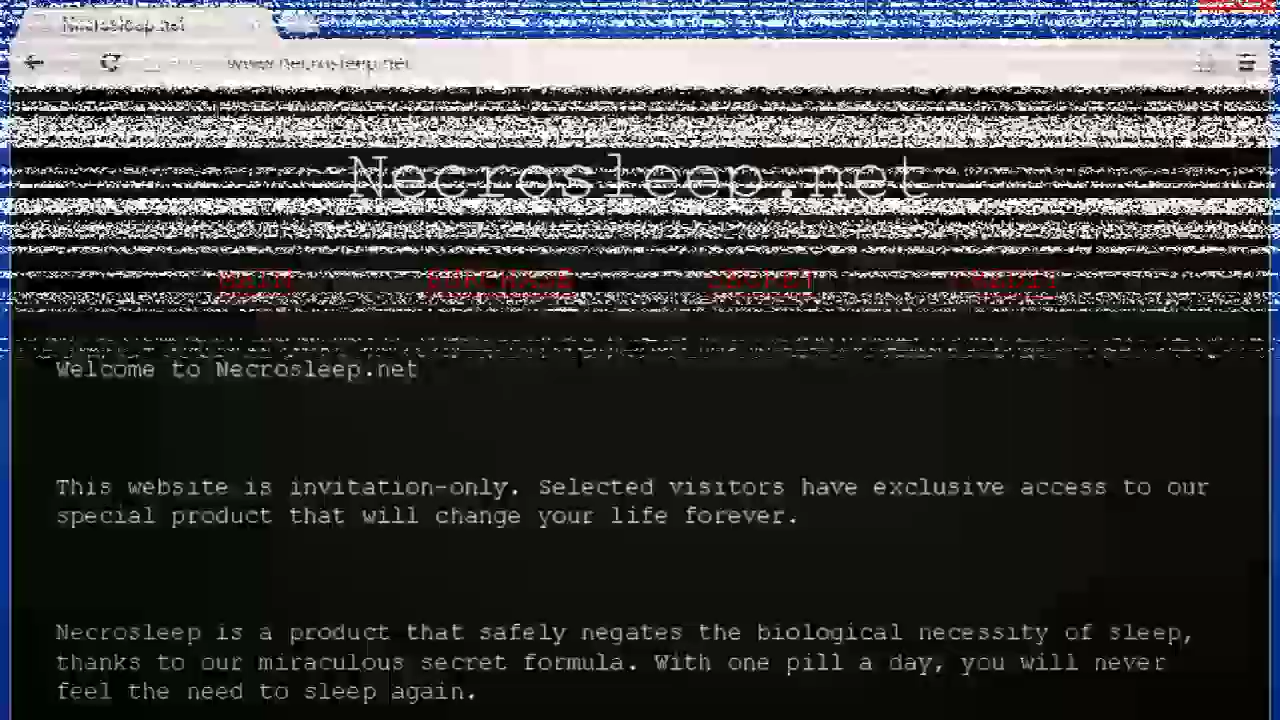 Necrosleep.net
www.necrosleep.net
Necrosleep.net
MAIN PURCHASE
Welcome to Necrosleep.net
This website is invitation-only. Selected visitors have exclusive access to our
special product that will change your life forever.
Necrosleep is a product that safely negates the biological necessity of sleep,
thanks to our miraculous secret formula. With one pill a day, you will never
feel the need to sleep again.